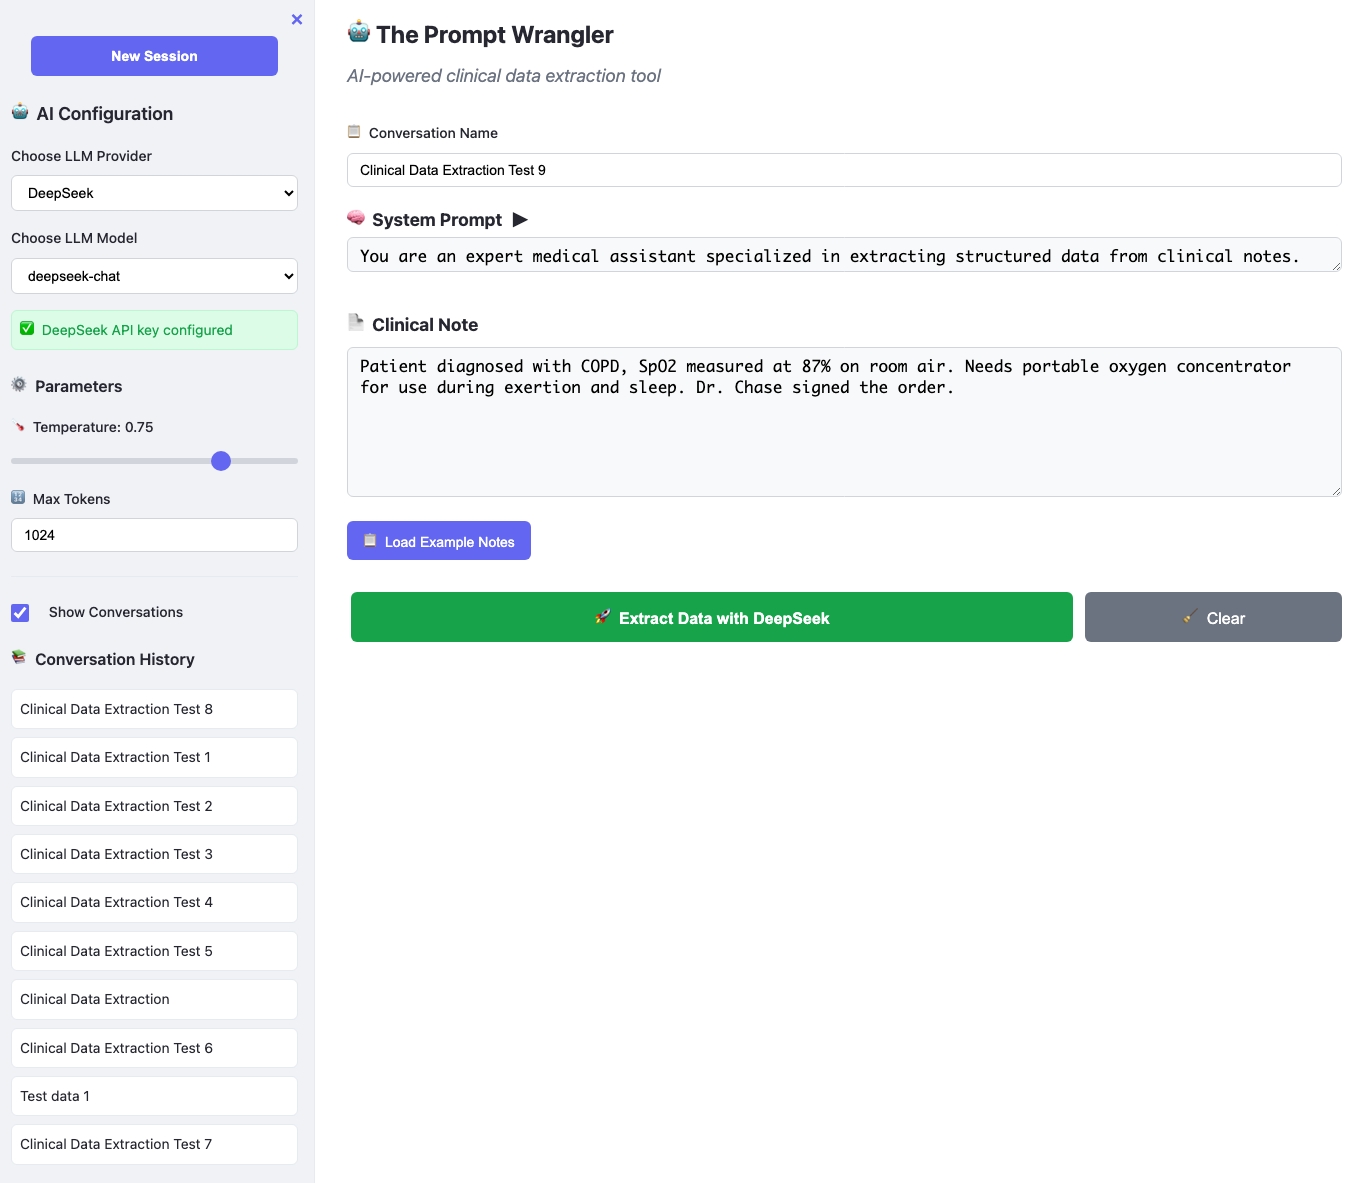 New Session
AI Configuration
Choose LLM Provider
DeepSeek
Choose LLM Model
deepseek-chat
DeepSeek API key configured
Parameters
Temperature: 0.75
Max Tokens
1024
Show Conversations
Conversation History
Clinical Data Extraction Test 8
Clinical Data Extraction Test 1
Clinical Data Extraction Test 2
Clinical Data Extraction Test 3
Clinical Data Extraction Test 4
Clinical Data Extraction Test 5
Clinical Data Extraction
Clinical Data Extraction Test 6
Test data 1
Clinical Data Extraction Test 7
The Prompt Wrangler
AI-powered clinical data extraction tool
Conversation Name
Clinical Data Extraction Test 9
System Prompt
You are an expert medical assistant specialized in extracting structured data from clinical notes.
Clinical Note
Patient diagnosed with COPD, SpO2 measured at 87% on room air. Needs portable oxygen concentrator
for use during exertion and sleep. Dr. Chase signed the order.
Load Example Notes
Extract Data with DeepSeek
Clear